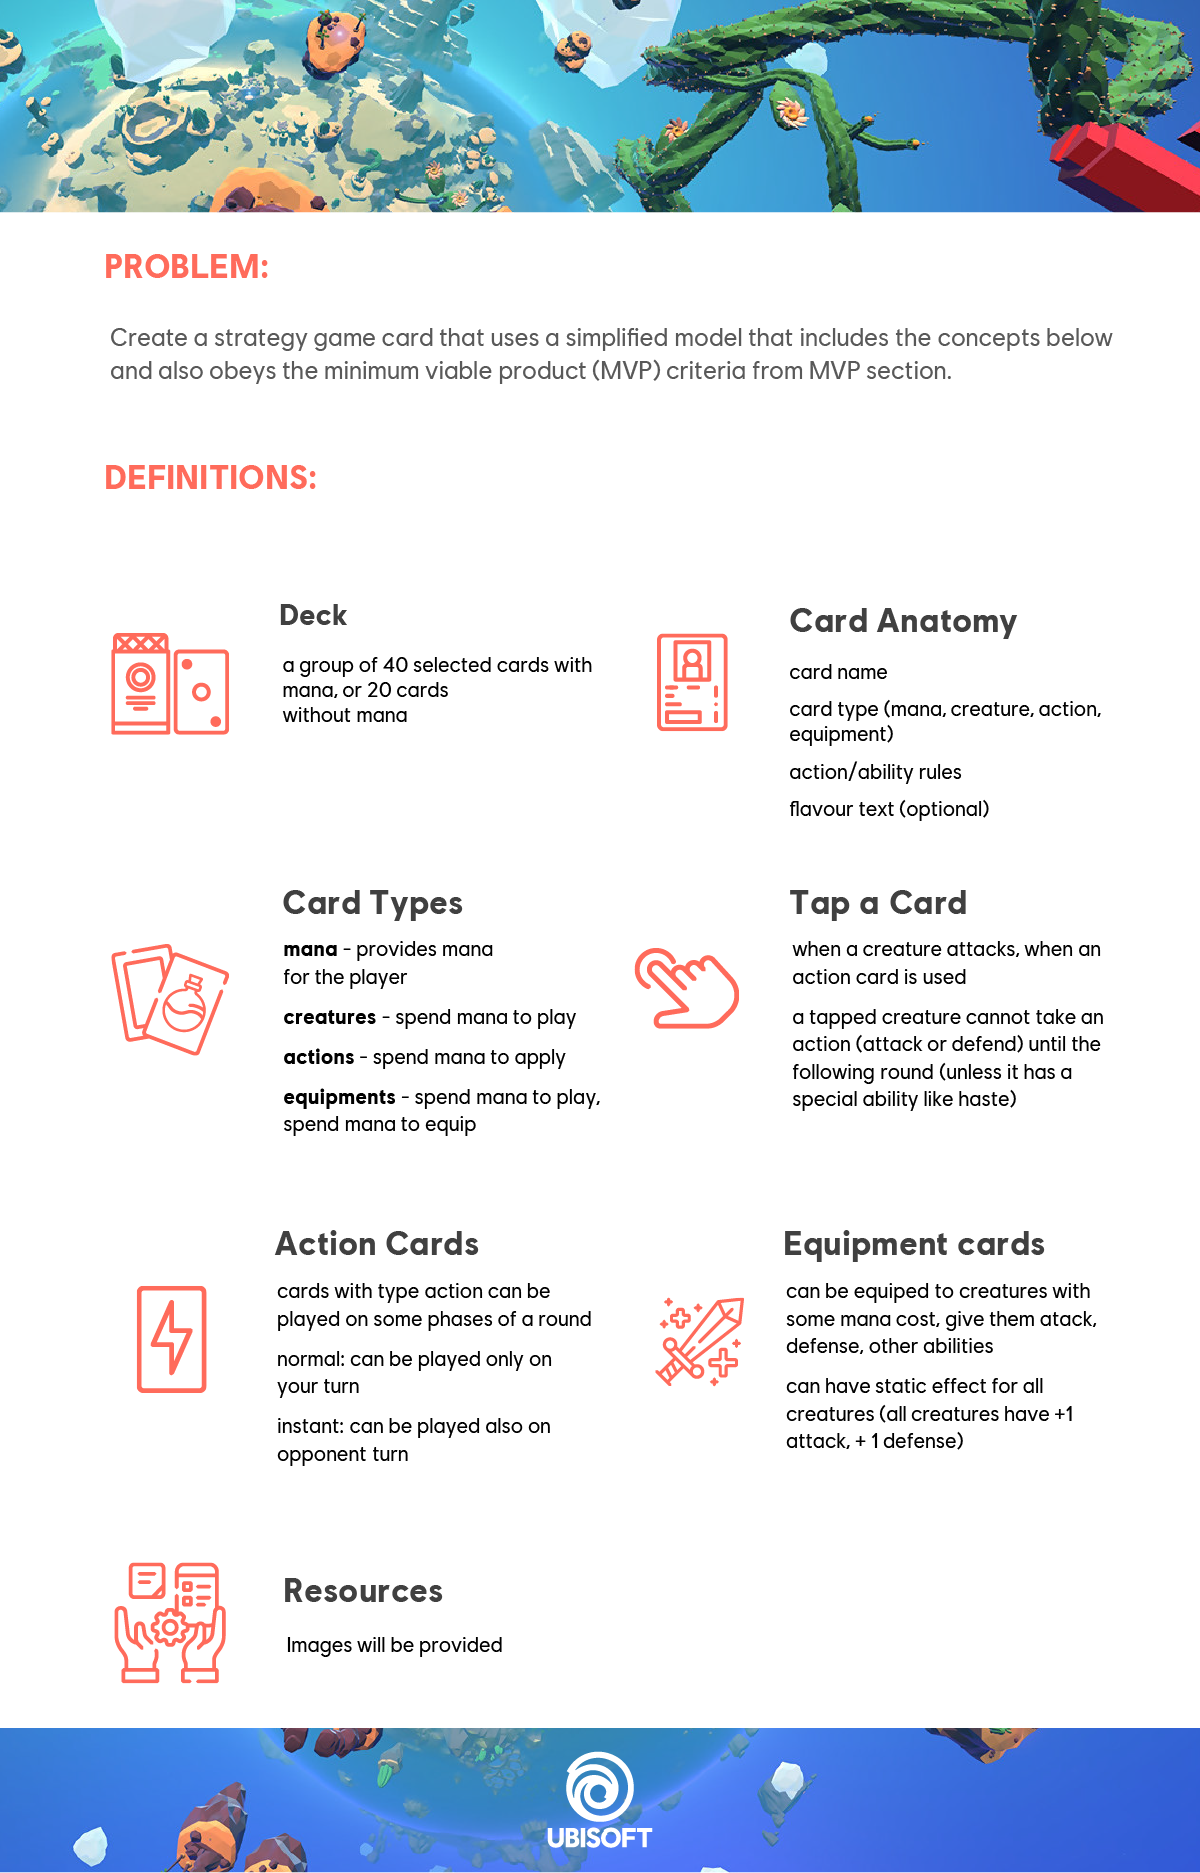 PROBLEM:
Create a strategy game card that uses a simplified model that includes the concepts below
and also obeys the minimum viable product (MVP) criteria from MVP section.
DEFINITIONS:
Deck
a group of 40 selected cards with
mana, or 20 cards
without mana
Card Anatomy
card name
card type (mana, creature, action,
equipment)
action/ability rules
flavour text (optional)
Card Types
mana - provides mana
for the player
creatures - spend mana to play
actions - spend mana to apply
equipments - spend mana to play,
spend mana to equip
Tap a Card
when a creature attacks, when an
action card is used
a tapped creature cannot take an
action (attack or defend) until the
following round (unless it has a
special ability like haste)
Action Cards
cards with type action can be
played on some phases of a round
normal: can be played only on
your turn
instant: can be played also on
opponent turn
Equipment cards
can be equiped to creatures with
some mana cost, give them atack,
defense, other abilities
can have static effect for all
creatures (all creatures have +1
attack, + 1 defense)
Resources
Images will be provided
UBISOFT